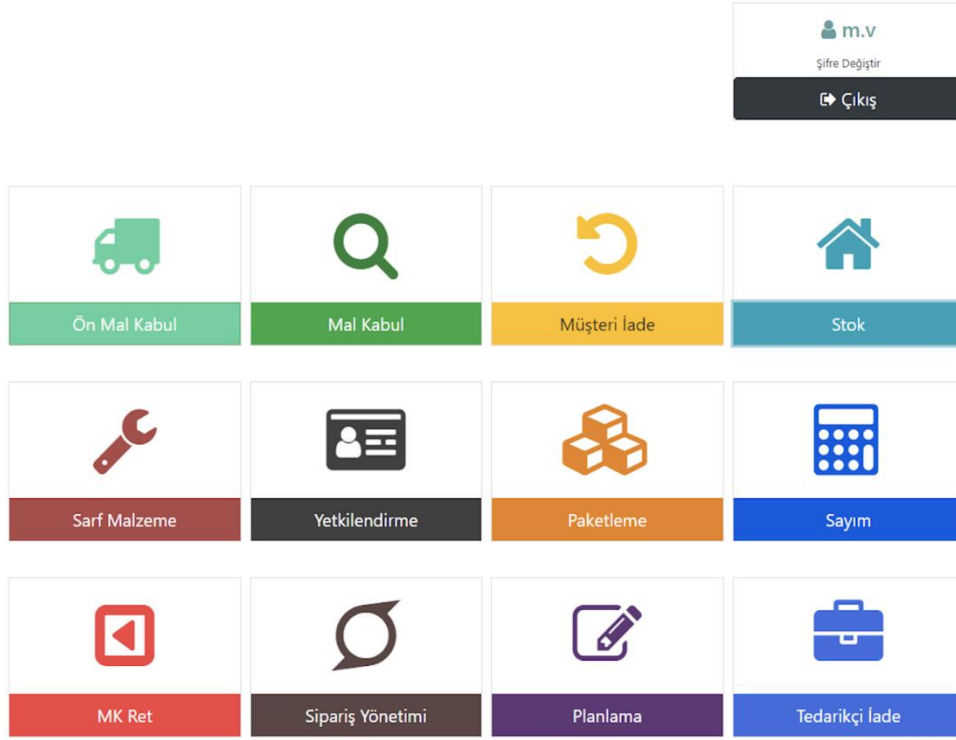 m.v
Şifre Değiştir
Çıkış
Ön Mal Kabul
Mal Kabul
Müşteri İade
Stok
Sarf Malzeme
Yetkilendirme
Paketleme
Sayım
MK Ret
Sipariş Yönetimi
Planlama
Tedarikçi İade